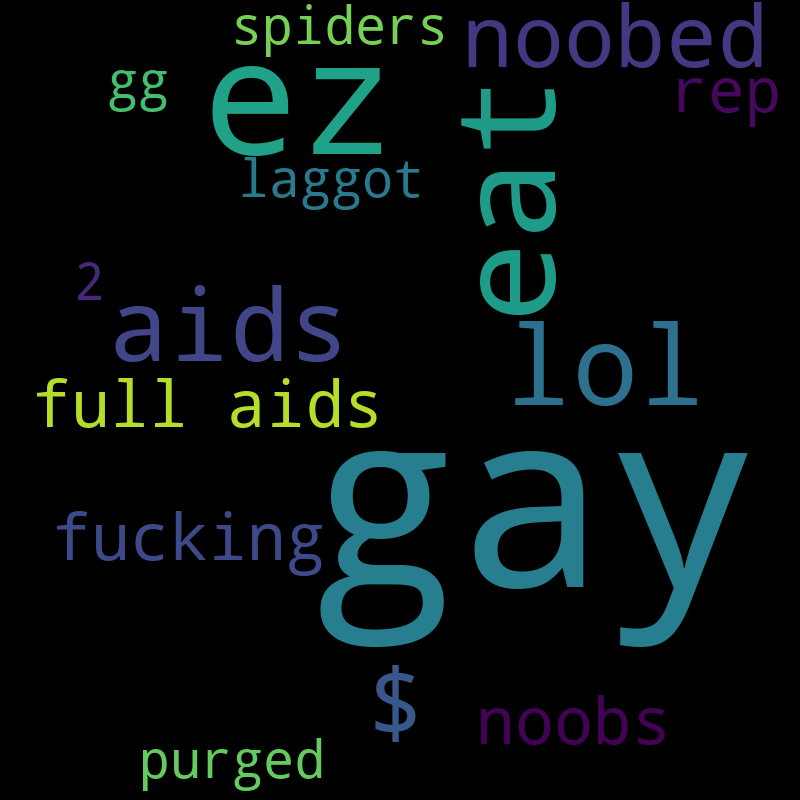 spiders
noobed
gg
ez
rep
eat
laggot
2
aids
lol
full aids
gay
fucking
$
noobs
purged